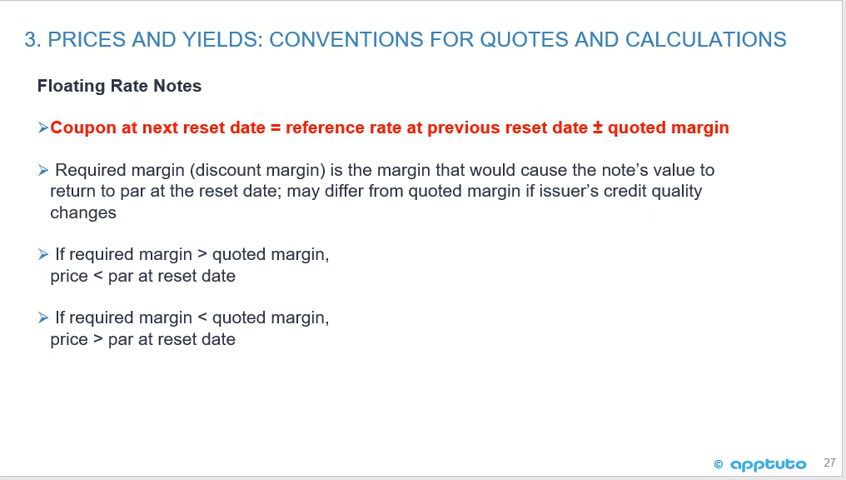 3. PRICES AND YIELDS: CONVENTIONS FOR QUOTES AND CALCULATIONS
Floating Rate Notes
➢Coupon at next reset date = reference rate at previous reset date ± quoted margin
➢ Required margin (discount margin) is the margin that would cause the note's value to
return to par at the reset date; may differ from quoted margin if issuer's credit quality
changes
➢ If required margin > quoted margin,
price < par at reset date
➢ If required margin < quoted margin,
price > par at reset date
© apptuto 27